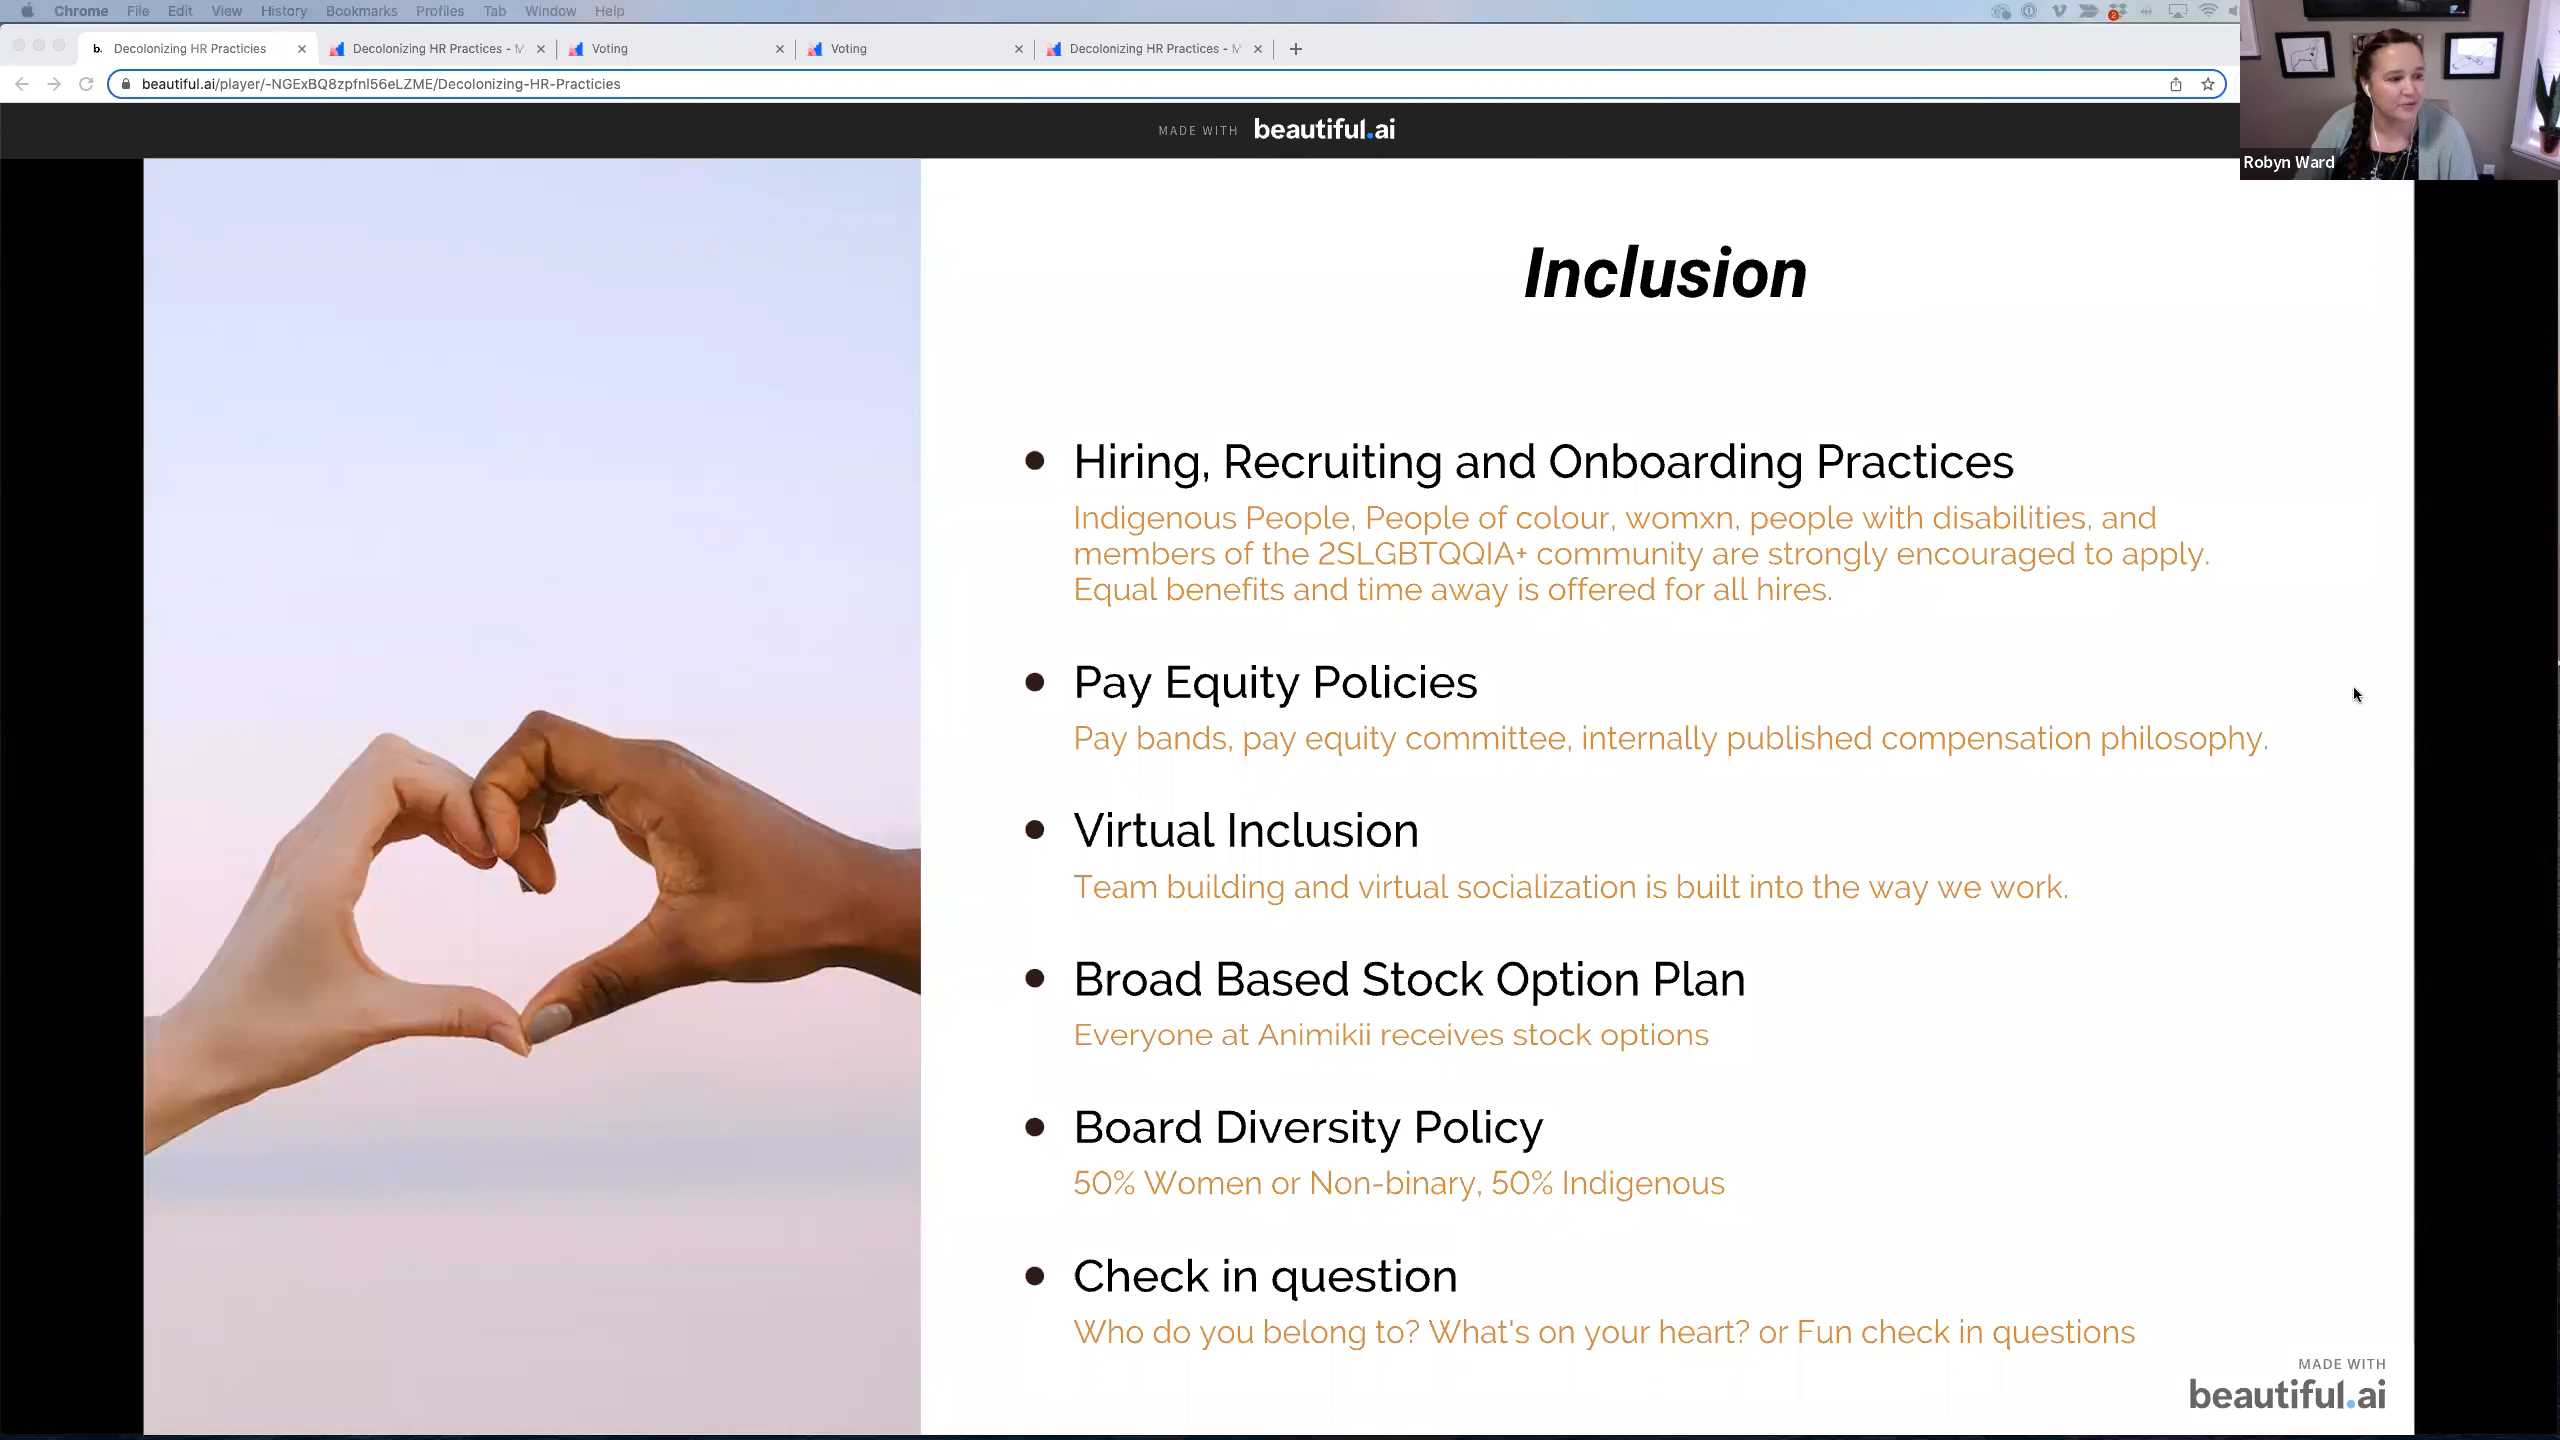 Chrome File Edit View History Bookmarks Profiles Tab Window Help
2
b. Decolonizing HR Practicies
Decolonizing HR Practices -
Voting
Voting
Decolonizing HR Practices -
beautiful.ai/player/-NGExBQ8zpfnl56eLZME/Decolonizing-HR-Practicies
MADE WITH beautiful.ai
Robyn Ward
Inclusion
Hiring, Recruiting and Onboarding Practices
Indigenous People, People of colour, womxn, people with disabilities, and
members of the 2SLGBTQQIA+ community are strongly encouraged to apply.
Equal benefits and time away is offered for all hires.
Pay Equity Policies
Pay bands, pay equity committee, internally published compensation philosophy.
Virtual Inclusion
Team building and virtual socialization is built into the way we work.
Broad Based Stock Option Plan
Everyone at Animikii receives stock options
Board Diversity Policy
50% Women or Non-binary, 50% Indigenous
Check in question
Who do you belong to? What's on your heart? or Fun check in questions
MADE WITH
beautiful.ai